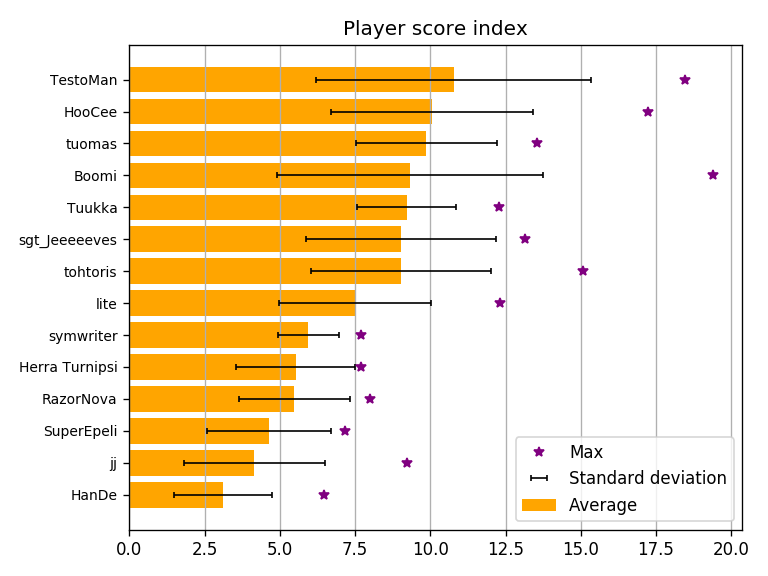 Player score index
TestoMan
HooCee
tuomas
Boomi
Tuukka
sgt_Jeeeeeves
tohtoris
lite
symwriter
Herra Turnipsi
RazorNova
SuperEpeli
jj
HanDe
Max
Standard deviation
Average
0.0 2.5 5.0 7.5 10.0 12.5 15.0 17.5 20.0